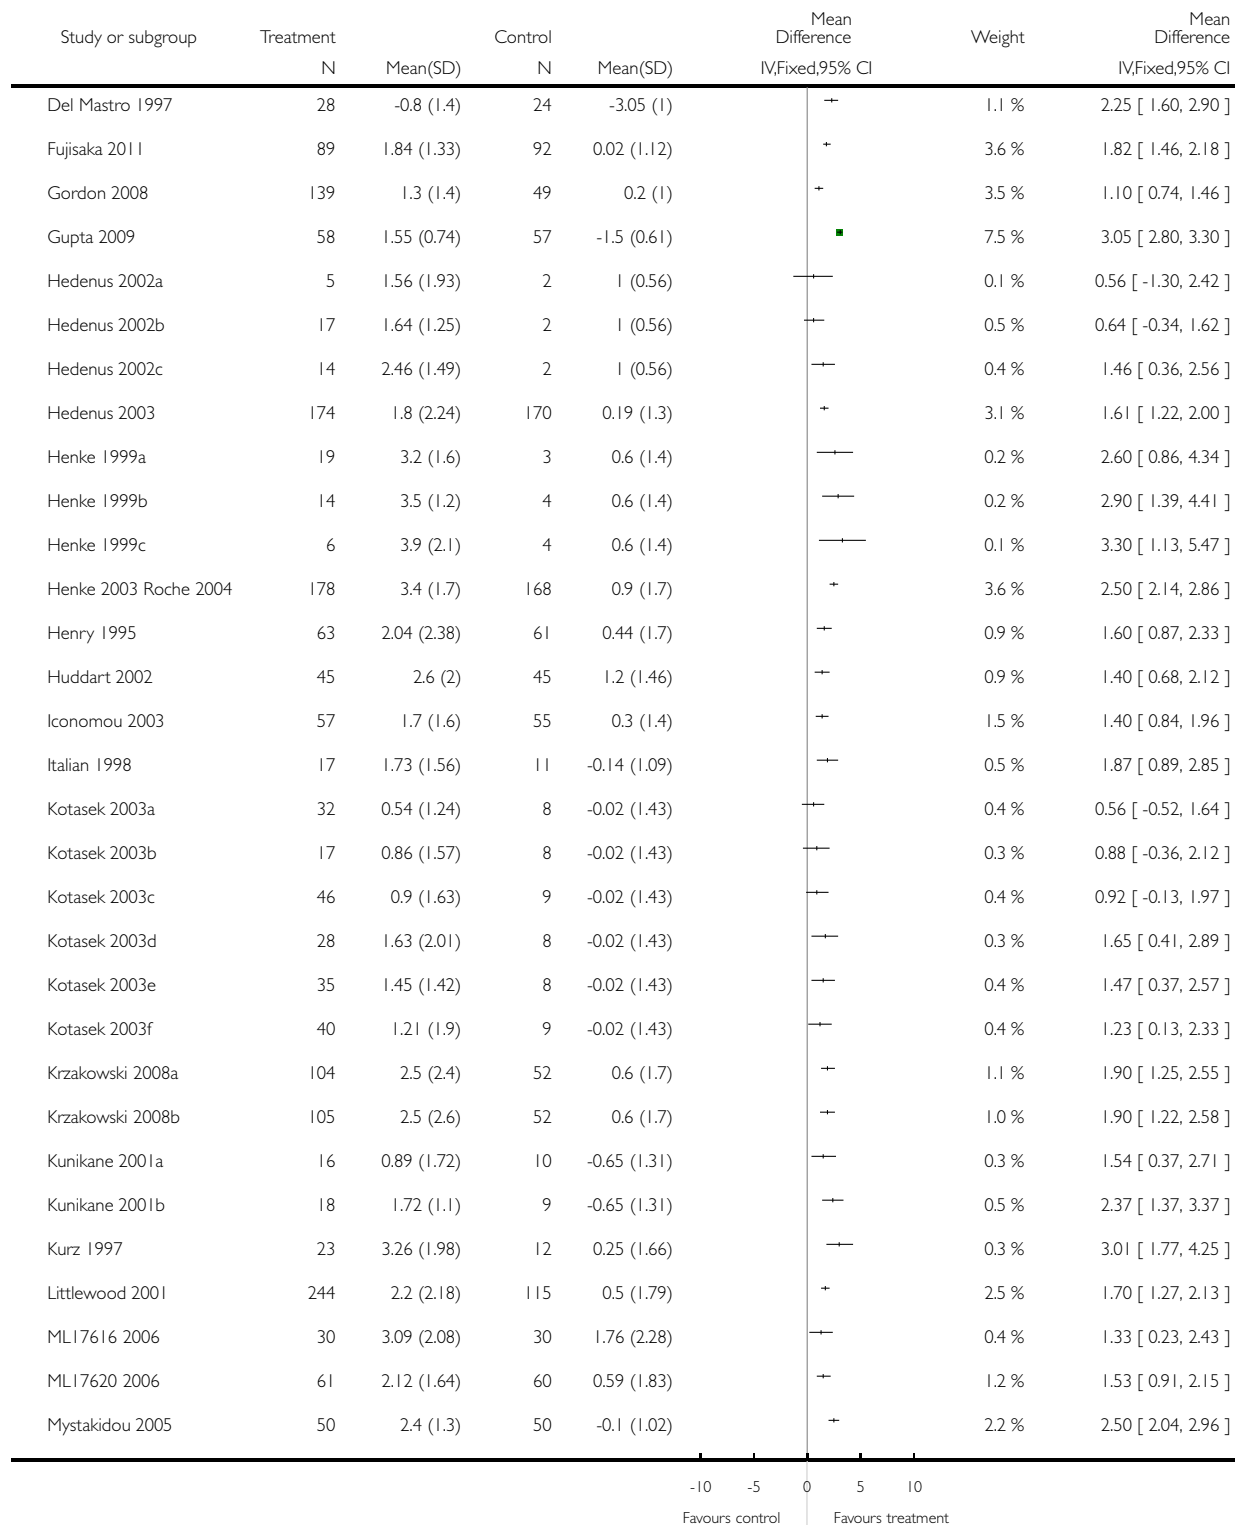 Mean Mean
Study or subgroup Treatment Control Difference Weight Difference
N Mean(SD) N Mean(SD) IV,Fixed,95% CI IV,Fixed,95% CI
Del Mastro 1997 28 -0.8 (1.4) 24 -3.05 (1) 1.1 % 2.25 [ 1.60, 2.90 ]
Fujisaka 2011 89 1.84 (1.33) 92 0.02 (1.12) 3.6 % 1.82 [ 1.46, 2.18 ]
Gordon 2008 139 1.3 (1.4) 49 0.2 (1) 3.5 % 1.10 [ 0.74, 1.46 ]
Gupta 2009 58 1.55 (0.74) 57 -1.5 (0.61) 7.5 % 3.05 [ 2.80, 3.30 ]
Hedenus 2002a 5 1.56 (1.93) 2 1 (0.56) 0.1 % 0.56 [ -1.30, 2.42 ]
Hedenus 2002b 17 1.64 (1.25) 2 1 (0.56) 0.5 % 0.64 [ -0.34, 1.62 ]
Hedenus 2002c 14 2.46 (1.49) 2 1 (0.56) 0.4 % 1.46 [ 0.36, 2.56 ]
Hedenus 2003 174 1.8 (2.24) 170 0.19 (1.3) 3.1 % 1.61 [ 1.22, 2.00 ]
Henke 1999a 19 3.2 (1.6) 3 0.6 (1.4) 0.2 % 2.60 [ 0.86, 4.34 ]
Henke 1999b 14 3.5 (1.2) 4 0.6 (1.4) 0.2 % 2.90 [ 1.39, 4.41 ]
Henke 1999c 6 3.9 (2.1) 4 0.6 (1.4) 0.1 % 3.30 [ 1.13, 5.47 ]
Henke 2003 Roche 2004 178 3.4 (1.7) 168 0.9 (1.7) 3.6 % 2.50 [ 2.14, 2.86 ]
Henry 1995 63 2.04 (2.38) 61 0.44 (1.7) 0.9 % 1.60 [ 0.87, 2.33 ]
Huddart 2002 45 2.6 (2) 45 1.2 (1.46) 0.9 % 1.40 [ 0.68, 2.12 ]
Iconomou 2003 57 1.7 (1.6) 55 0.3 (1.4) 1.5 % 1.40 [ 0.84, 1.96 ]
Italian 1998 17 1.73 (1.56) 11 -0.14 (1.09) 0.5 % 1.87 [ 0.89, 2.85 ]
Kotasek 2003a 32 0.54 (1.24) 8 -0.02 (1.43) 0.4 % 0.56 [ -0.52, 1.64 ]
Kotasek 2003b 17 0.86 (1.57) 8 -0.02 (1.43) 0.3 % 0.88 [ -0.36, 2.12 ]
Kotasek 2003c 46 0.9 (1.63) 9 -0.02 (1.43) 0.4 % 0.92 [ -0.13, 1.97 ]
Kotasek 2003d 28 1.63 (2.01) 8 -0.02 (1.43) 0.3 % 1.65 [ 0.41, 2.89 ]
Kotasek 2003e 35 1.45 (1.42) 8 -0.02 (1.43) 0.4 % 1.47 [ 0.37, 2.57 ]
Kotasek 2003f 40 1.21 (1.9) 9 -0.02 (1.43) 0.4 % 1.23 [ 0.13, 2.33 ]
Krzakowski 2008a 104 2.5 (2.4) 52 0.6 (1.7) 1.1 % 1.90 [ 1.25, 2.55 ]
Krzakowski 2008b 105 2.5 (2.6) 52 0.6 (1.7) 1.0 % 1.90 [ 1.22, 2.58 ]
Kunikane 2001a 16 0.89 (1.72) 10 -0.65 (1.31) 0.3 % 1.54 [ 0.37, 2.71 ]
Kunikane 2001b 18 1.72 (1.1) 9 -0.65 (1.31) 0.5 % 2.37 [ 1.37, 3.37 ]
Kurz 1997 23 3.26 (1.98) 12 0.25 (1.66) 0.3 % 3.01 [ 1.77, 4.25 ]
Littlewood 2001 244 2.2 (2.18) 115 0.5 (1.79) 2.5 % 1.70 [ 1.27, 2.13 ]
ML17616 2006 30 3.09 (2.08) 30 1.76 (2.28) 0.4 % 1.33 [ 0.23, 2.43 ]
ML17620 2006 61 2.12 (1.64) 60 0.59 (1.83) 1.2 % 1.53 [ 0.91, 2.15 ]
Mystakidou 2005 50 2.4 (1.3) 50 -0.1 (1.02) 2.2 % 2.50 [ 2.04, 2.96 ]
-10 -5 0 5 10
Favours control Favours treatment